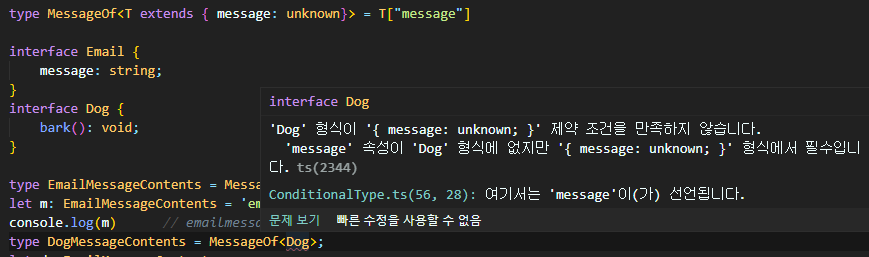 type MessageOf<T extends { message: unknown}> = T["message"]
interface Email {
message: string;
}
interface Dog {
bark(): void;
}
interface Dog
'Dog' 형식이 '{ message: unknown; }' 제약 조건을 만족하지 않습니다.
'message' 속성이 'Dog' 형식에 없지만 '{ message: unknown; }' 형식에서 필수입니
다. ts(2344)
ConditionalType.ts(56, 28): 여기서는 'message'이(가) 선언됩니다.
문제 보기 빠른 수정을 사용할 수 없음
type EmailMessageContents = Messa
let m: EmailMessageContents = 'em
console.log(m) // emailmessa
type DogMessageContents = MessageOf<Dog>;